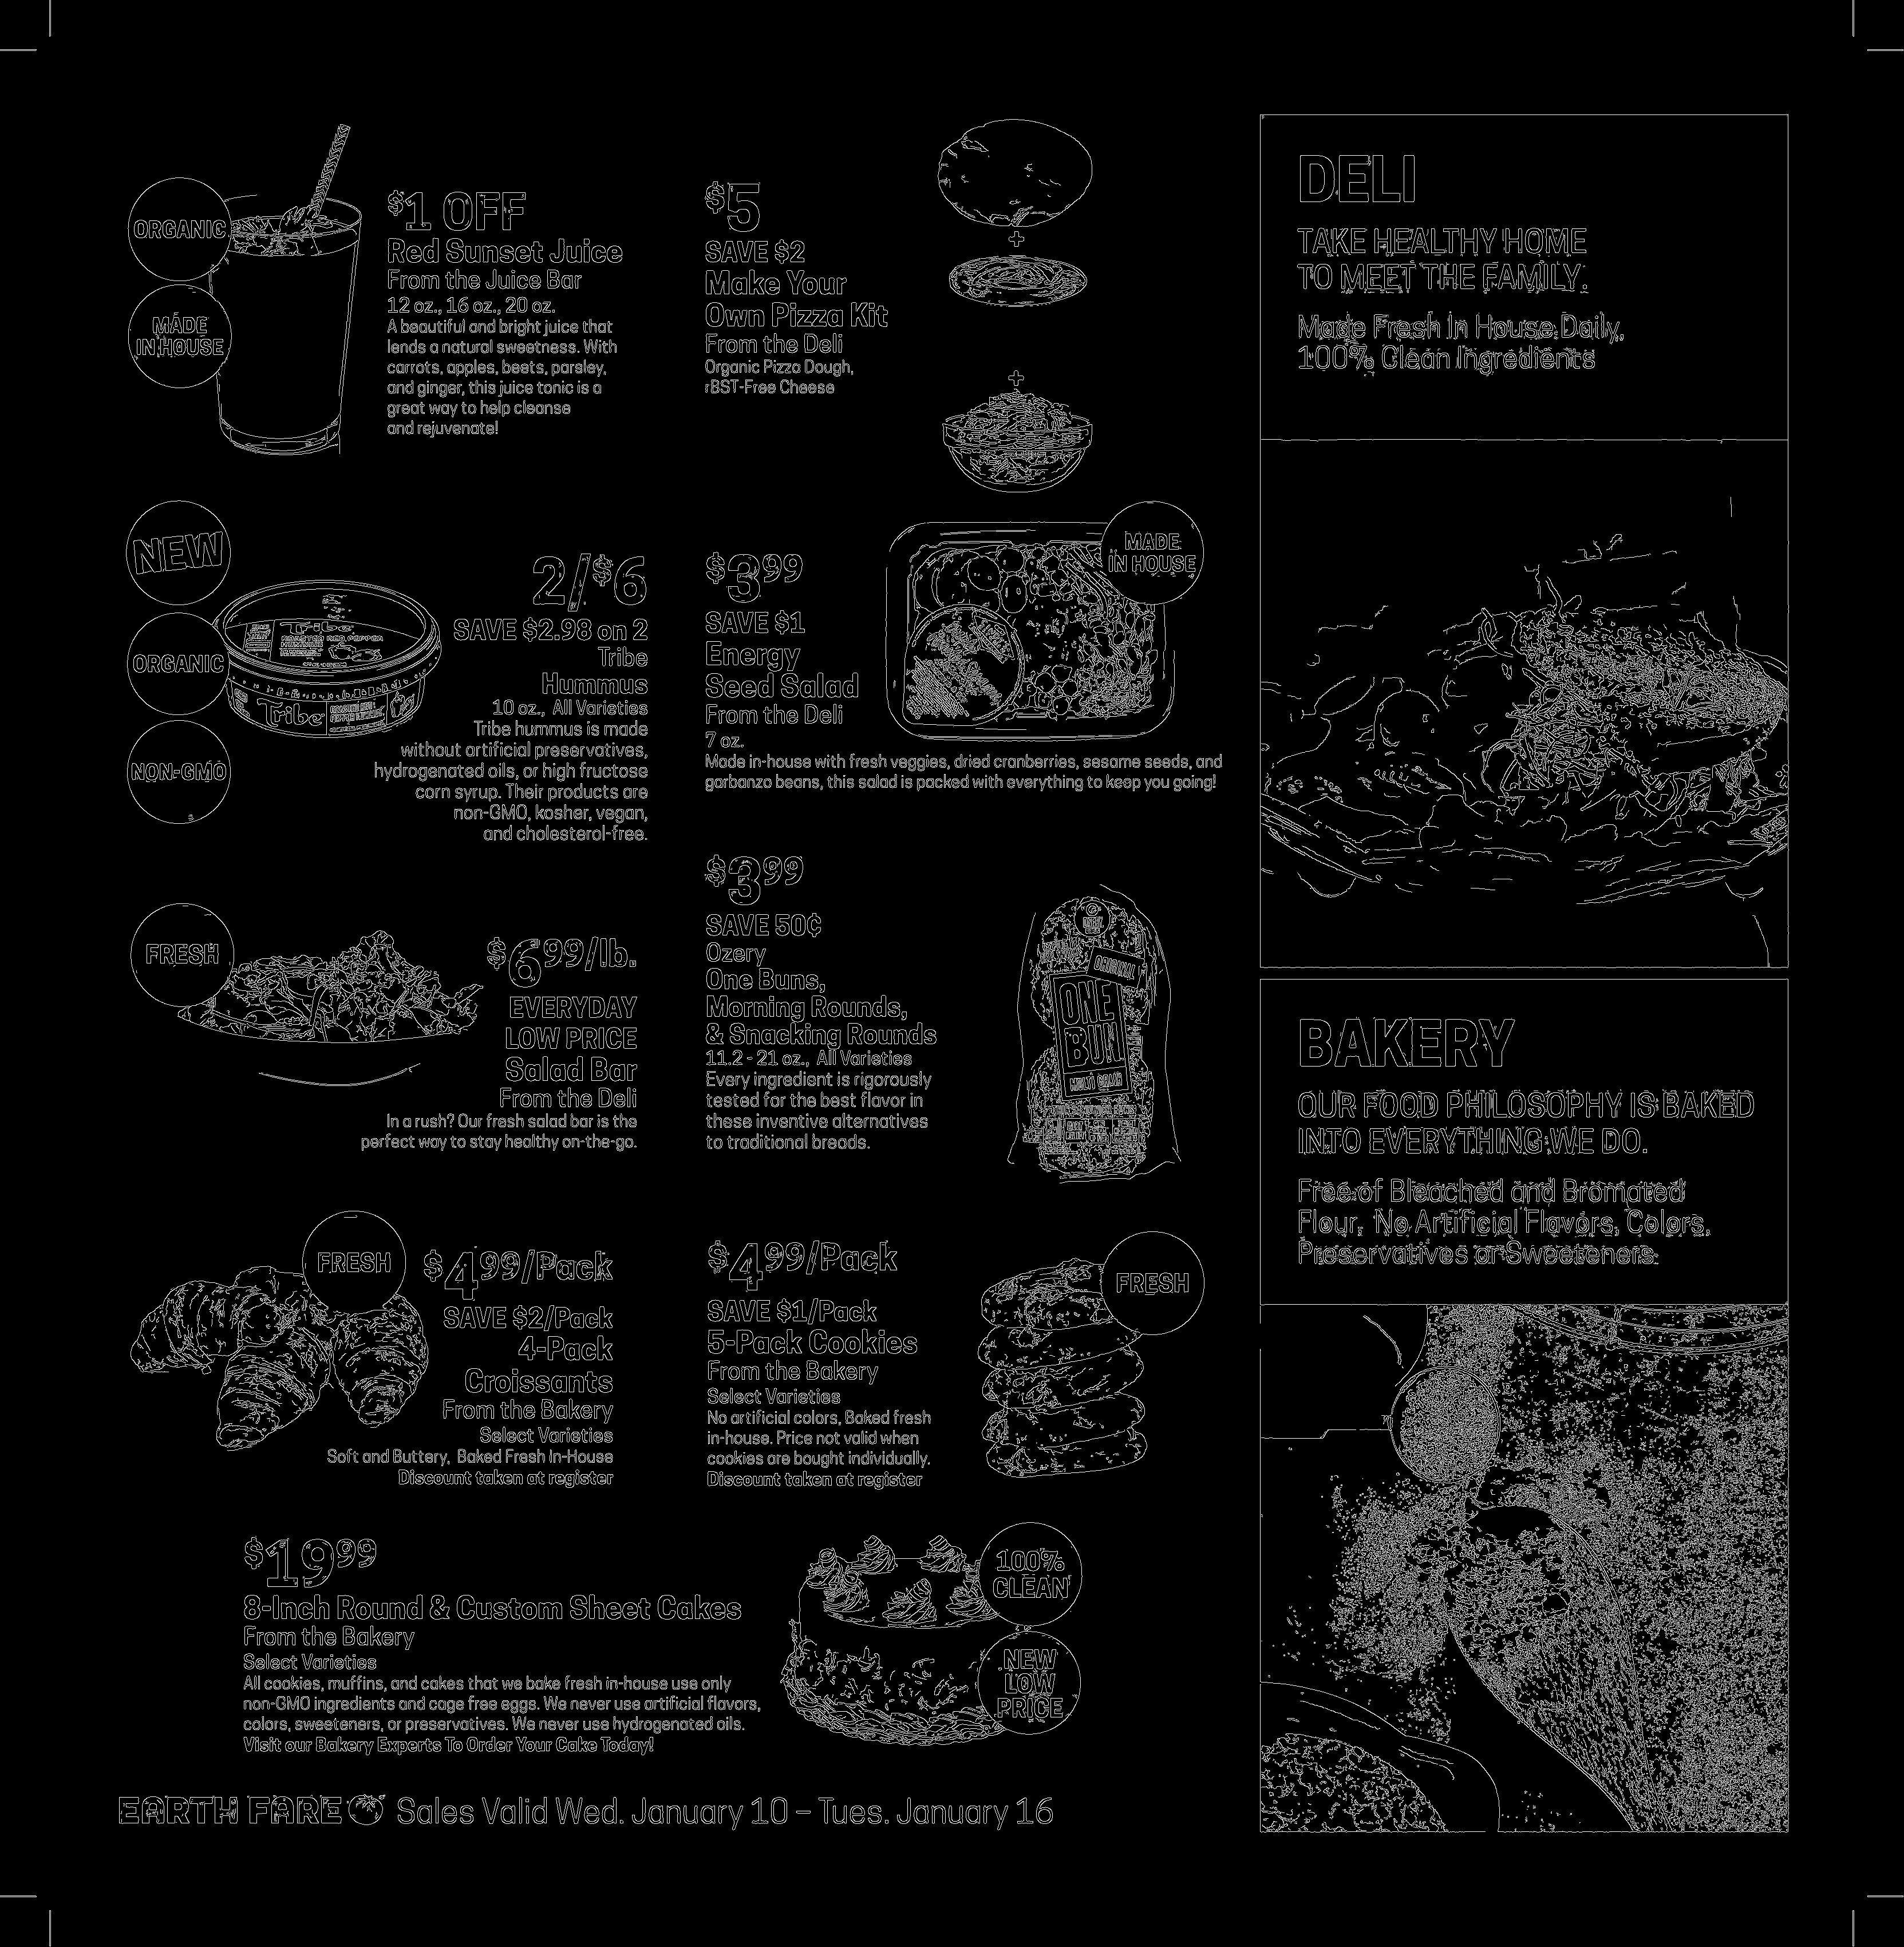 ORGANIC
MADE
IN HOUSE
$1 OFF
Red Sunset Juice
From the Juice Bar
12 oz., 16 oz., 20 oz.
A beautiful and bright juice that
lends a natural sweetness. With
carrots, apples, beets, parsley,
and ginger, this juice tonic is a
great way to help cleanse
and rejuvenate!
$5
SAVE $2
Make Your
Own Pizza Kit
From the Deli
Organic Pizza Dough,
rBST-Free Cheese
+
+
NEW
ORGANIC
NON-GMO
Tribe
ROASTED RED PEPPER
HUMMUS
Tribe
2/$6
SAVE $2.98 on 2
Tribe
Hummus
10 oz., All Varieties
Tribe hummus is made
without artificial preservatives,
hydrogenated oils, or high fructose
corn syrup. Their products are
non-GMO, kosher, vegan,
and cholesterol-free.
$3.99
SAVE $1
Energy
Seed Salad
From the Deli
7 oz.
Made in-house with fresh veggies, dried cranberries, sesame seeds, and
garbanzo beans, this salad is packed with everything to keep you going!
MADE
IN HOUSE
FRESH
$6.99/lb.
EVERYDAY
LOW PRICE
Salad Bar
From the Deli
In a rush? Our fresh salad bar is the
perfect way to stay healthy on-the-go.
$3.99
SAVE 50¢
Ozery
One Buns,
Morning Rounds,
& Snacking Rounds
11.2 - 21 oz., All Varieties
Every ingredient is rigorously
tested for the best flavor in
these inventive alternatives
to traditional breads.
ORIGINAL
ONE
BUN
MULTI GRAIN
FRESH
$4.99/Pack
SAVE $2/Pack
4-Pack
Croissants
From the Bakery
Select Varieties
Soft and Buttery, Baked Fresh In-House
Discount taken at register
$4.99/Pack
SAVE $1/Pack
5-Pack Cookies
From the Bakery
Select Varieties
No artificial colors, Baked fresh
in-house. Price not valid when
cookies are bought individually.
Discount taken at register
FRESH
$19.99
8-Inch Round & Custom Sheet Cakes
From the Bakery
Select Varieties
All cookies, muffins, and cakes that we bake fresh in-house use only
non-GMO ingredients and cage free eggs. We never use artificial flavors,
colors, sweeteners, or preservatives. We never use hydrogenated oils.
Visit our Bakery Experts To Order Your Cake Today!
100%
CLEAN
NEW
LOW
PRICE
EARTH FARE Sales Valid Wed. January 10 – Tues. January 16
DELI
TAKE HEALTHY HOME
TO MEET THE FAMILY.
Made Fresh In House Daily,
100% Clean Ingredients
BAKERY
OUR FOOD PHILOSOPHY IS BAKED
INTO EVERYTHING WE DO.
Free of Bleached and Bromated
Flour, No Artificial Flavors, Colors,
Preservatives or Sweeteners.